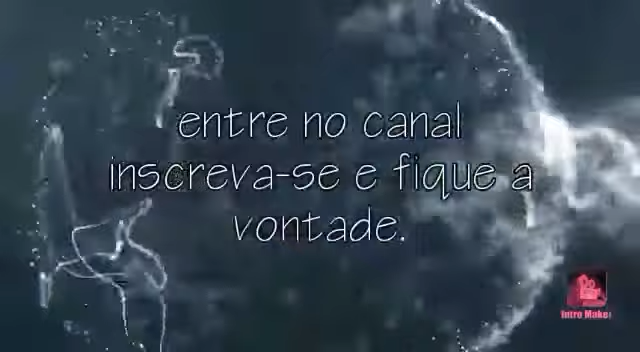 entre no canal
inscreva-se e fique a
vontade.
Intro Maker